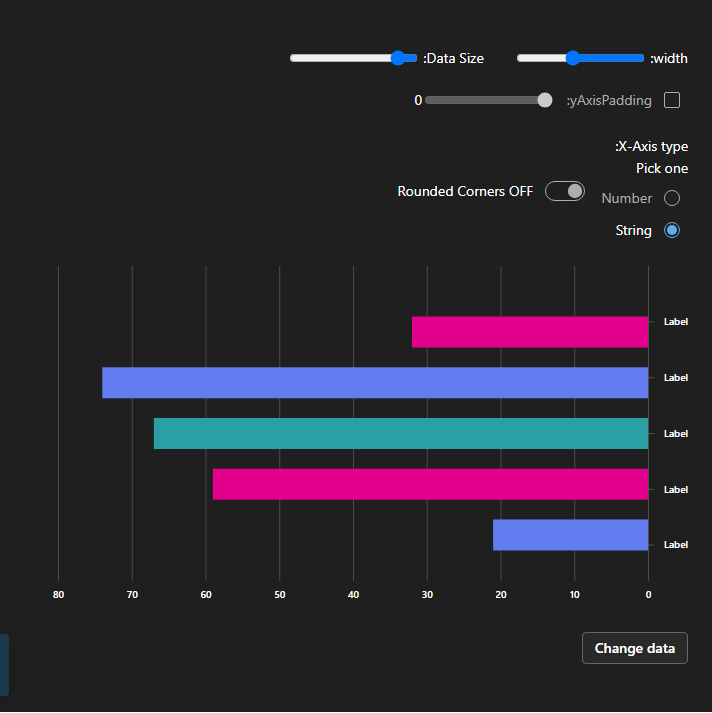 :width
:Data Size
:yAxisPadding
0
:X-Axis type
Pick one
Number
Rounded Corners OFF
String
Label
Label
Label
Label
Label
80 70 60 50 40 30 20 10 0
Change data